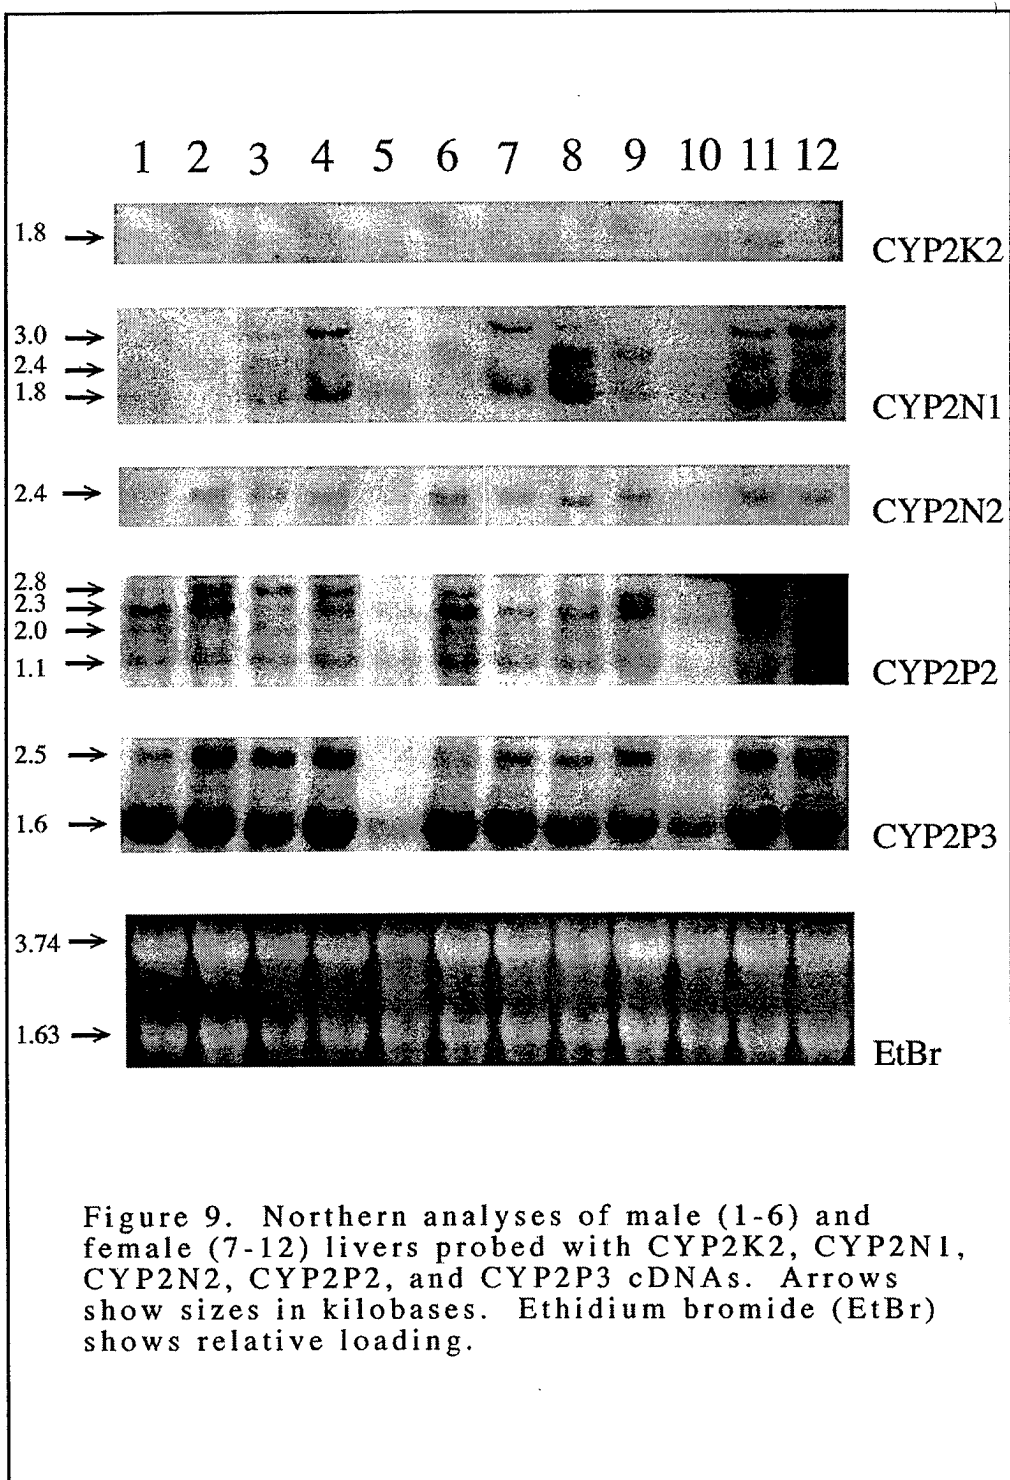 1 2 3 4 5 6 7 8 9 10 11 12
1.8 → CYP2K2
3.0 →
2.4 →
1.8 → CYP2N1
2.4 → CYP2N2
2.8 →
2.3 →
2.0 →
1.1 → CYP2P2
2.5 →
1.6 → CYP2P3
3.74 →
1.63 → EtBr
Figure 9. Northern analyses of male (1-6) and
female (7-12) livers probed with CYP2K2, CYP2N1,
CYP2N2, CYP2P2, and CYP2P3 cDNAs. Arrows
show sizes in kilobases. Ethidium bromide (EtBr)
shows relative loading.